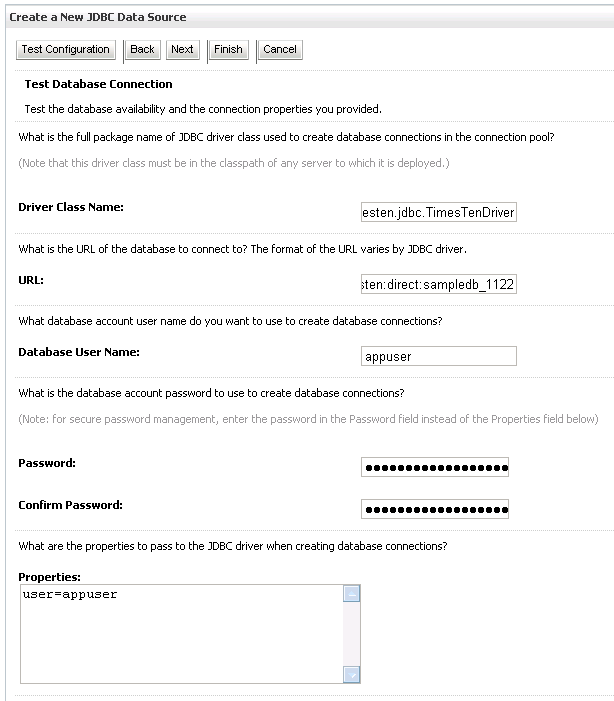 Create a New JDBC Data Source
Test Configuration Back Next Finish Cancel
Test Database Connection
Test the database availability and the connection properties you provided.
What is the full package name of JDBC driver class used to create database connections in the connection pool?
(Note that this driver class must be in the classpath of any server to which it is deployed.)
Driver Class Name: esten.jdbc.TimesTenDriver
What is the URL of the database to connect to? The format of the URL varies by JDBC driver.
URL: sten:direct:sampledb_1122
What database account user name do you want to use to create database connections?
Database User Name: appuser
What is the database account password to use to create database connections?
(Note: for secure password management, enter the password in the Password field instead of the Properties field below)
Password: ●●●●●●●●●●●●●●●●●●
Confirm Password: ●●●●●●●●●●●●●●●●●●
What are the properties to pass to the JDBC driver when creating database connections?
Properties:
user=appuser